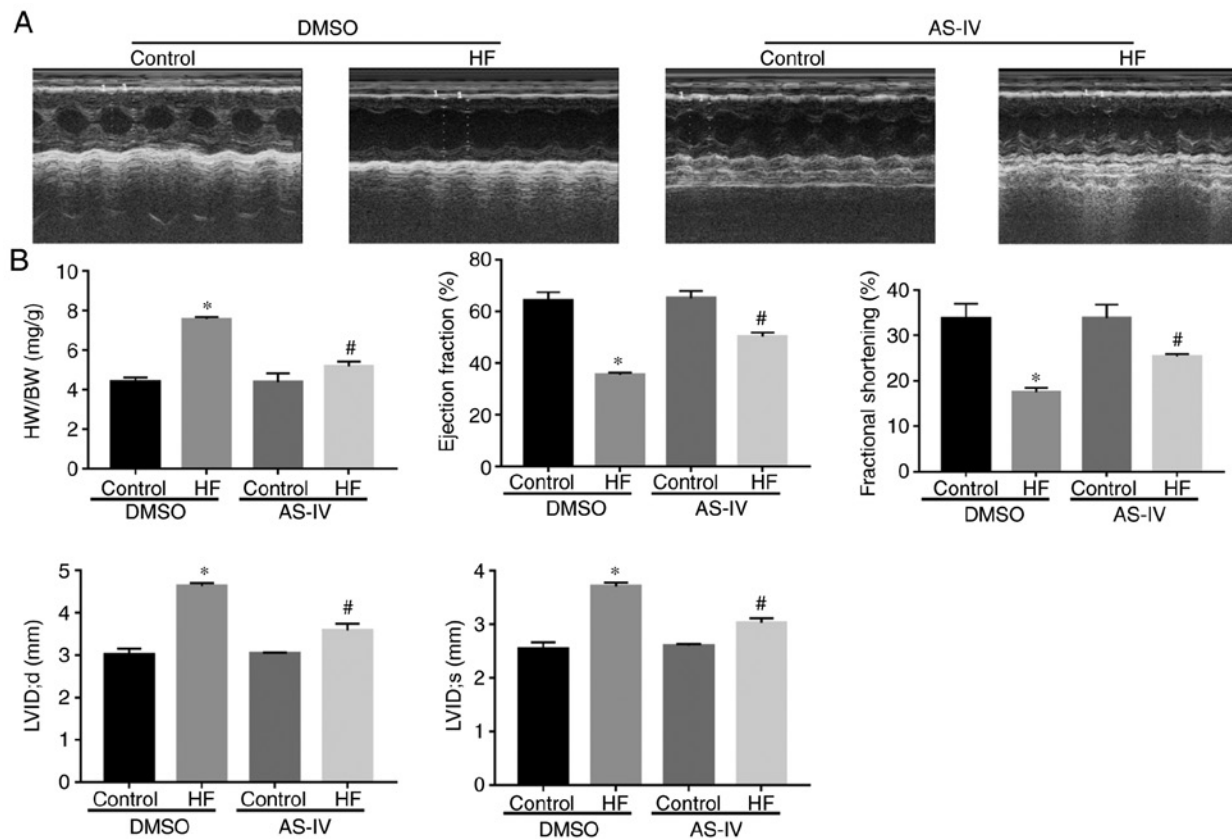 A
DMSO
AS-IV
Control
HF
Control
HF
B
HW/BW (mg/g)
10
8
6
4
2
0
*
#
Control
HF
Control
HF
DMSO
AS-IV
Ejection fraction (%)
80
60
40
20
0
*
#
Control
HF
Control
HF
DMSO
AS-IV
Fractional shortening (%)
40
30
20
10
0
*
#
Control
HF
Control
HF
DMSO
AS-IV
LVID;d (mm)
5
4
3
2
1
0
*
#
Control
HF
Control
HF
DMSO
AS-IV
LVID;s (mm)
4
3
2
1
0
*
#
Control
HF
Control
HF
DMSO
AS-IV